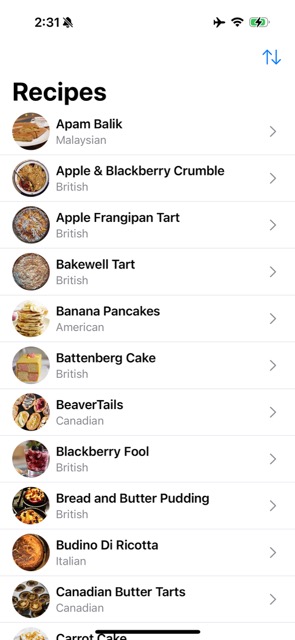 2:31
Recipes
Apam Balik
Malaysian
Apple & Blackberry Crumble
British
Apple Frangipan Tart
British
Bakewell Tart
British
Banana Pancakes
American
Battenberg Cake
British
BeaverTails
Canadian
Blackberry Fool
British
Bread and Butter Pudding
British
Budino Di Ricotta
Italian
Canadian Butter Tarts
Canadian
Carrot Cake